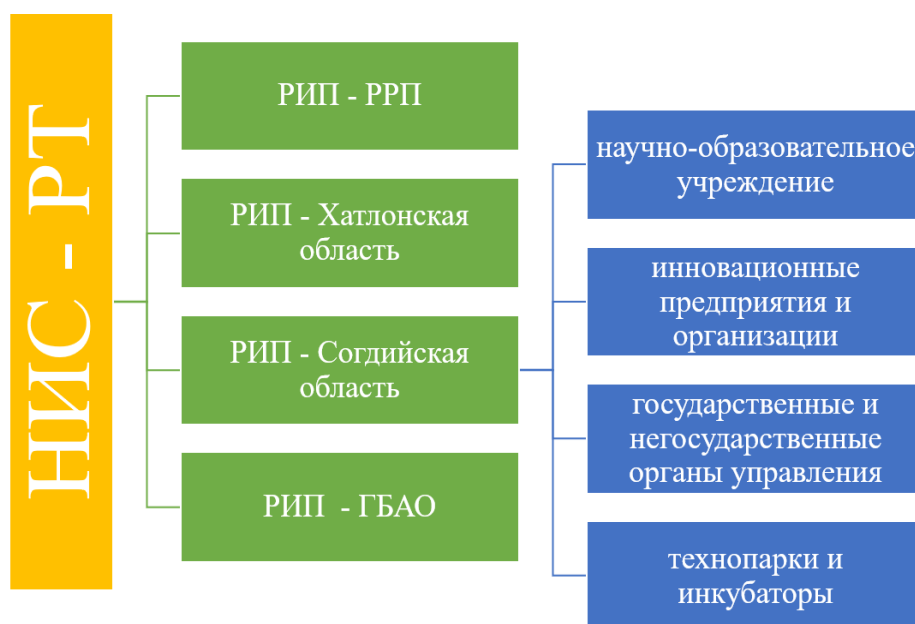 НИС - РТ
РИП - РРП
РИП - Хатлонская
область
РИП - Согдийская
область
РИП - ГБАО
научно-образовательное
учреждение
инновационные
предприятия и
организации
государственные и
негосударственные
органы управления
технопарки и
инкубаторы